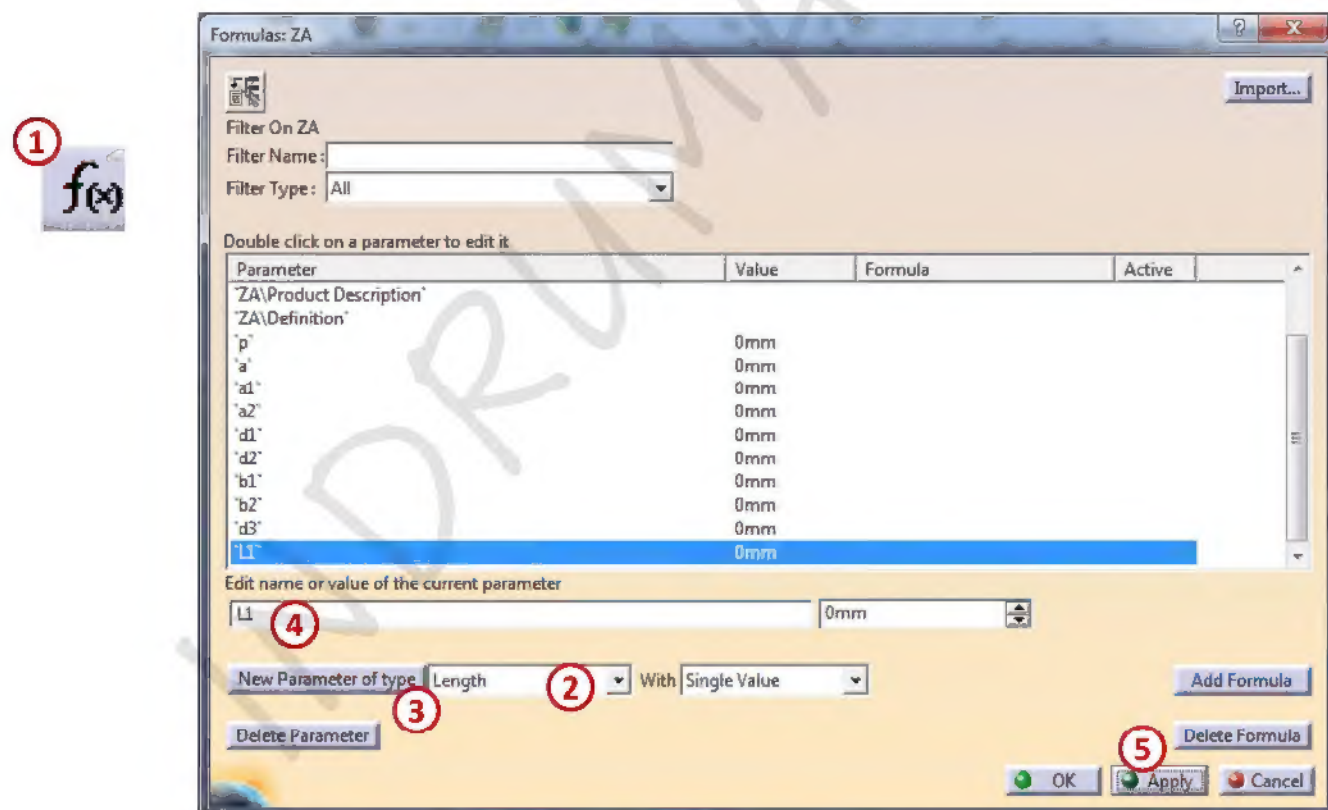 Formulas: ZA
1
f(x)
Import...
Filter On ZA
Filter Name :
Filter Type : All
Double click on a parameter to edit it
Parameter Value Formula Active
`ZA\Product Description`
`ZA\Definition`
`p` 0mm
`a` 0mm
`a1` 0mm
`a2` 0mm
`d1` 0mm
`d2` 0mm
`b1` 0mm
`b2` 0mm
`d3` 0mm
`L1` 0mm
Edit name or value of the current parameter
L1 4 0mm
New Parameter of type Length 2 With Single Value Add Formula
3
Delete Parameter 5 Delete Formula
OK Apply Cancel